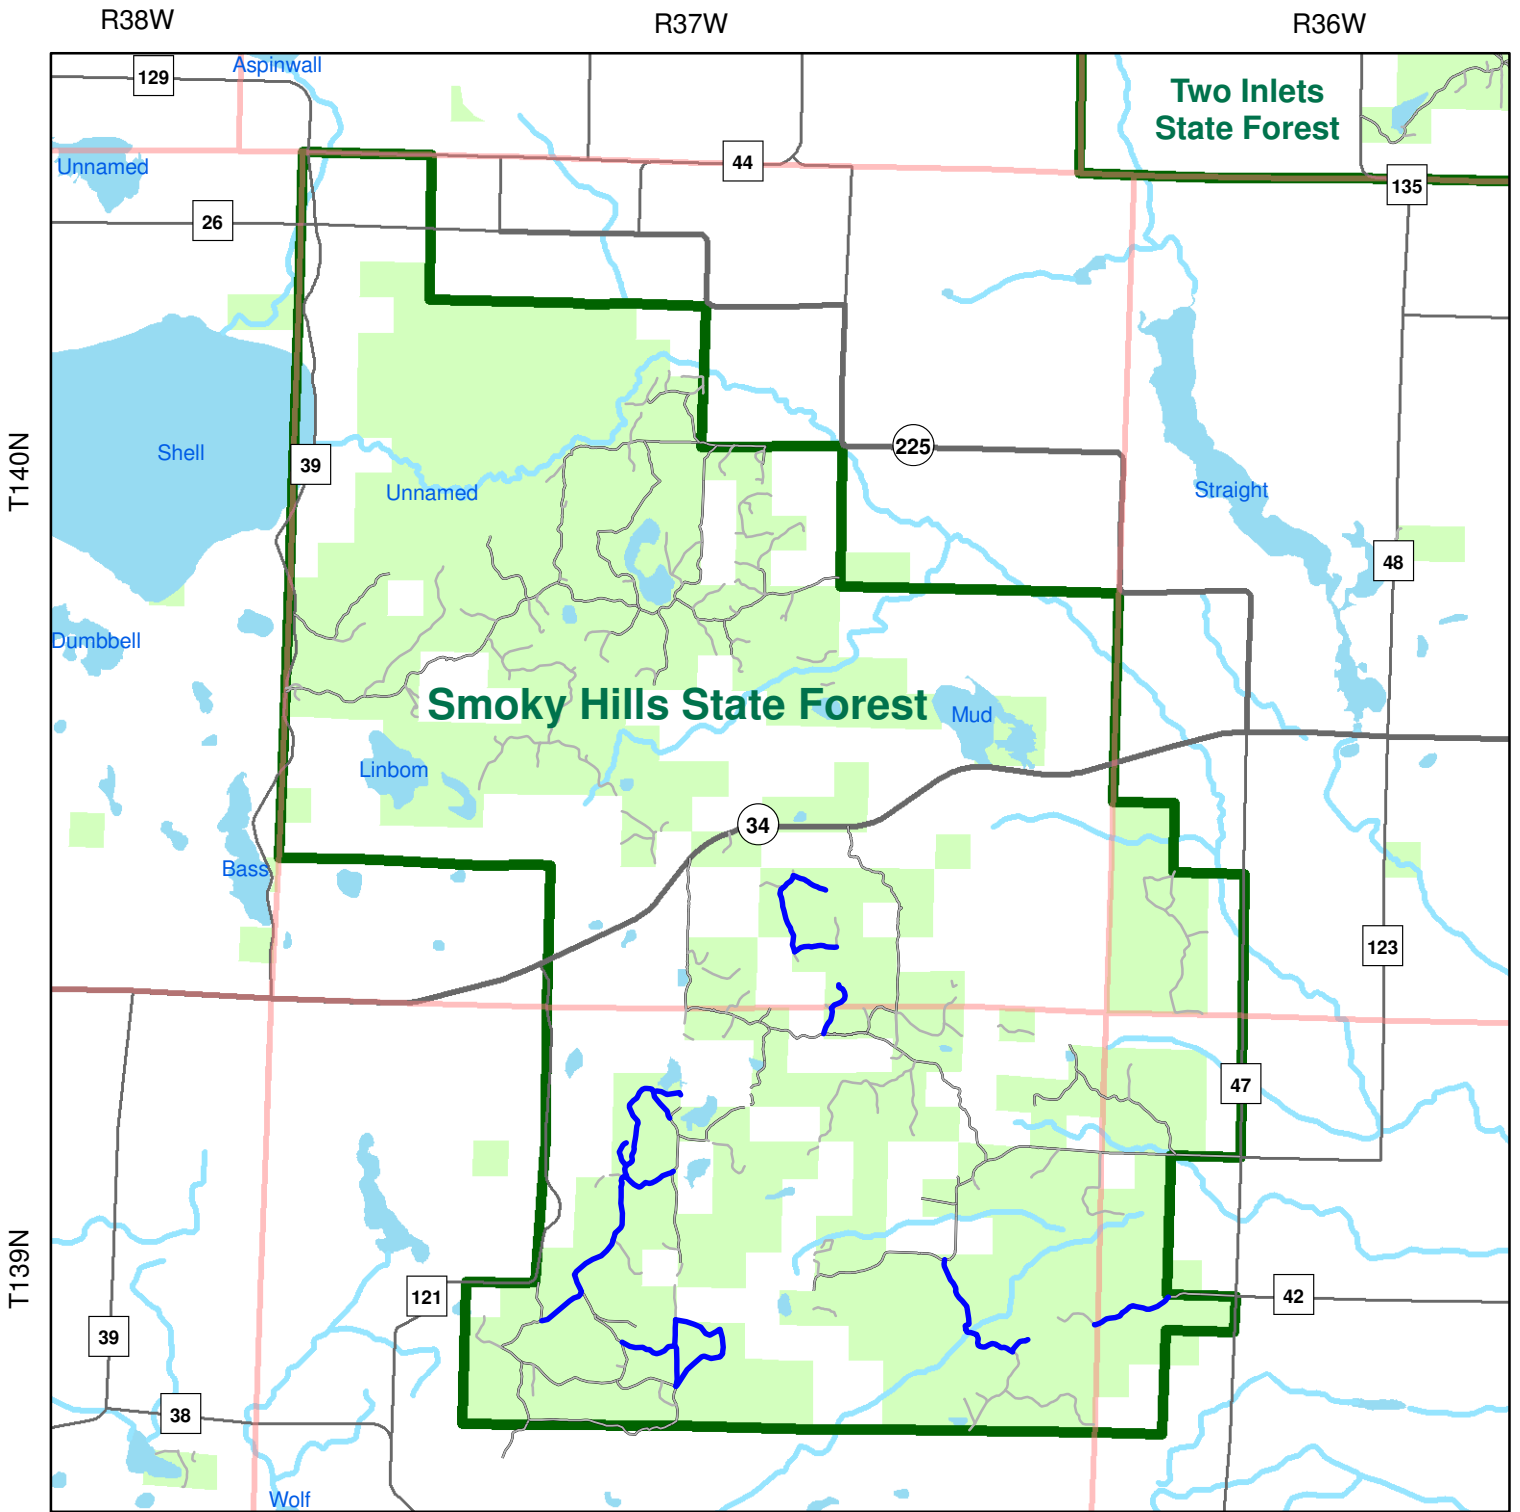 R38W
R37W
R36W
Aspinwall
129
Two Inlets
State Forest
Unnamed
44
135
26
T140N
Shell
39
225
Unnamed
Straight
48
Dumbbell
Smoky Hills State Forest
Mud
Linbom
34
Bass
123
47
T139N
121
42
39
38
Wolf